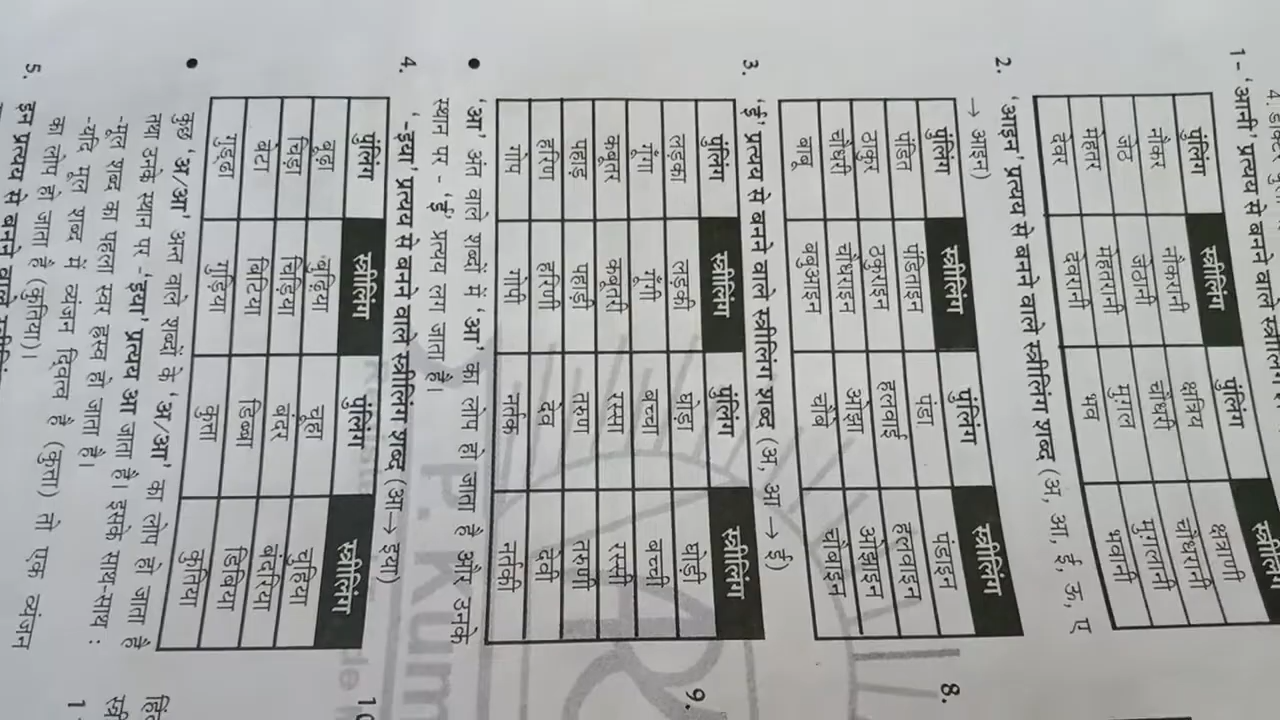 1 - 'आनी' प्रत्यय से बनने वाले स्त्रीलिंग
पुंलिंग स्त्रीलिंग पुंलिंग स्त्रीलिंग
नौकर नौकरानी क्षत्रिय क्षत्राणी
जेठ जेठानी चौधरी चौधरानी
मेहतर मेहतरानी मुग़ल मुग़लानी
देवर देवरानी भव भवानी
2. 'आइन' प्रत्यय से बनने वाले स्त्रीलिंग शब्द (अ, आ, ई, ऊ, ए
→ आइन)
पुंलिंग स्त्रीलिंग पुंलिंग स्त्रीलिंग
पंडित पंडिताइन पंडा पंडाइन
ठाकुर ठकुराइन हलवाई हलवाइन
चौधरी चौधराइन ओझा ओझाइन
बाबू बबुआइन चौबे चौबाइन
3. 'ई' प्रत्यय से बनने वाले स्त्रीलिंग शब्द (अ, आ → ई)
पुंलिंग स्त्रीलिंग पुंलिंग स्त्रीलिंग
लड़का लड़की घोड़ा घोड़ी
गूँगा गूँगी बच्चा बच्ची
कबूतर कबूतरी रस्सा रस्सी
पहाड़ पहाड़ी तरुण तरुणी
हरिण हरिणी देव देवी
गोप गोपी नर्तक नर्तकी
• 'आ' अंत वाले शब्दों में 'आ' का लोप हो जाता है और उनके
स्थान पर - 'ई' प्रत्यय लग जाता है।
4. '-इया' प्रत्यय से बनने वाले स्त्रीलिंग शब्द (आ → इया)
पुंलिंग स्त्रीलिंग पुंलिंग स्त्रीलिंग
बूढ़ा बुढ़िया चूहा चुहिया
चिड़ा चिड़िया बंदर बंदरिया
बेटा बिटिया डिब्बा डिबिया
गुड्डा गुड़िया कुत्ता कुतिया
• कुछ 'अ/आ' अन्त वाले शब्दों के 'अ/आ' का लोप हो जाता है
तथा उनके स्थान पर -'इया' प्रत्यय आ जाता है। इसके साथ-साथ :
-मूल शब्द का पहला स्वर ह्रस्व हो जाता है।
-यदि मूल शब्द में व्यंजन द्वित्व है (कुत्ता) तो एक व्यंजन
का लोप हो जाता है (कुतिया)।
5. इन प्रत्यय से बनने वाले स्त्रीलिंग
8.
9.
P. Kum